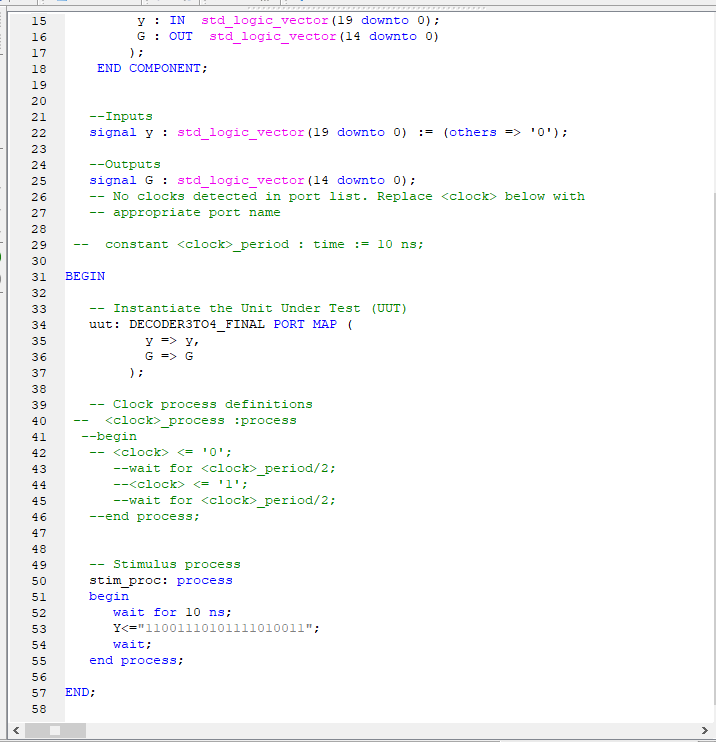 15 y : IN std_logic_vector(19 downto 0);
16 G : OUT std_logic_vector(14 downto 0)
17 );
18 END COMPONENT;
19
20
21 --Inputs
22 signal y : std_logic_vector(19 downto 0) := (others => '0');
23
24 --Outputs
25 signal G : std_logic_vector(14 downto 0);
26 -- No clocks detected in port list. Replace <clock> below with
27 -- appropriate port name
28
29 -- constant <clock>_period : time := 10 ns;
30
31 BEGIN
32
33 -- Instantiate the Unit Under Test (UUT)
34 uut: DECODER3TO4_FINAL PORT MAP (
35 y => y,
36 G => G
37 );
38
39 -- Clock process definitions
40 -- <clock>_process :process
41 --begin
42 -- <clock> <= '0';
43 --wait for <clock>_period/2;
44 --<clock> <= '1';
45 --wait for <clock>_period/2;
46 --end process;
47
48
49 -- Stimulus process
50 stim_proc: process
51 begin
52 wait for 10 ns;
53 Y<="11001110101111010011";
54 wait;
55 end process;
56
57 END;
58